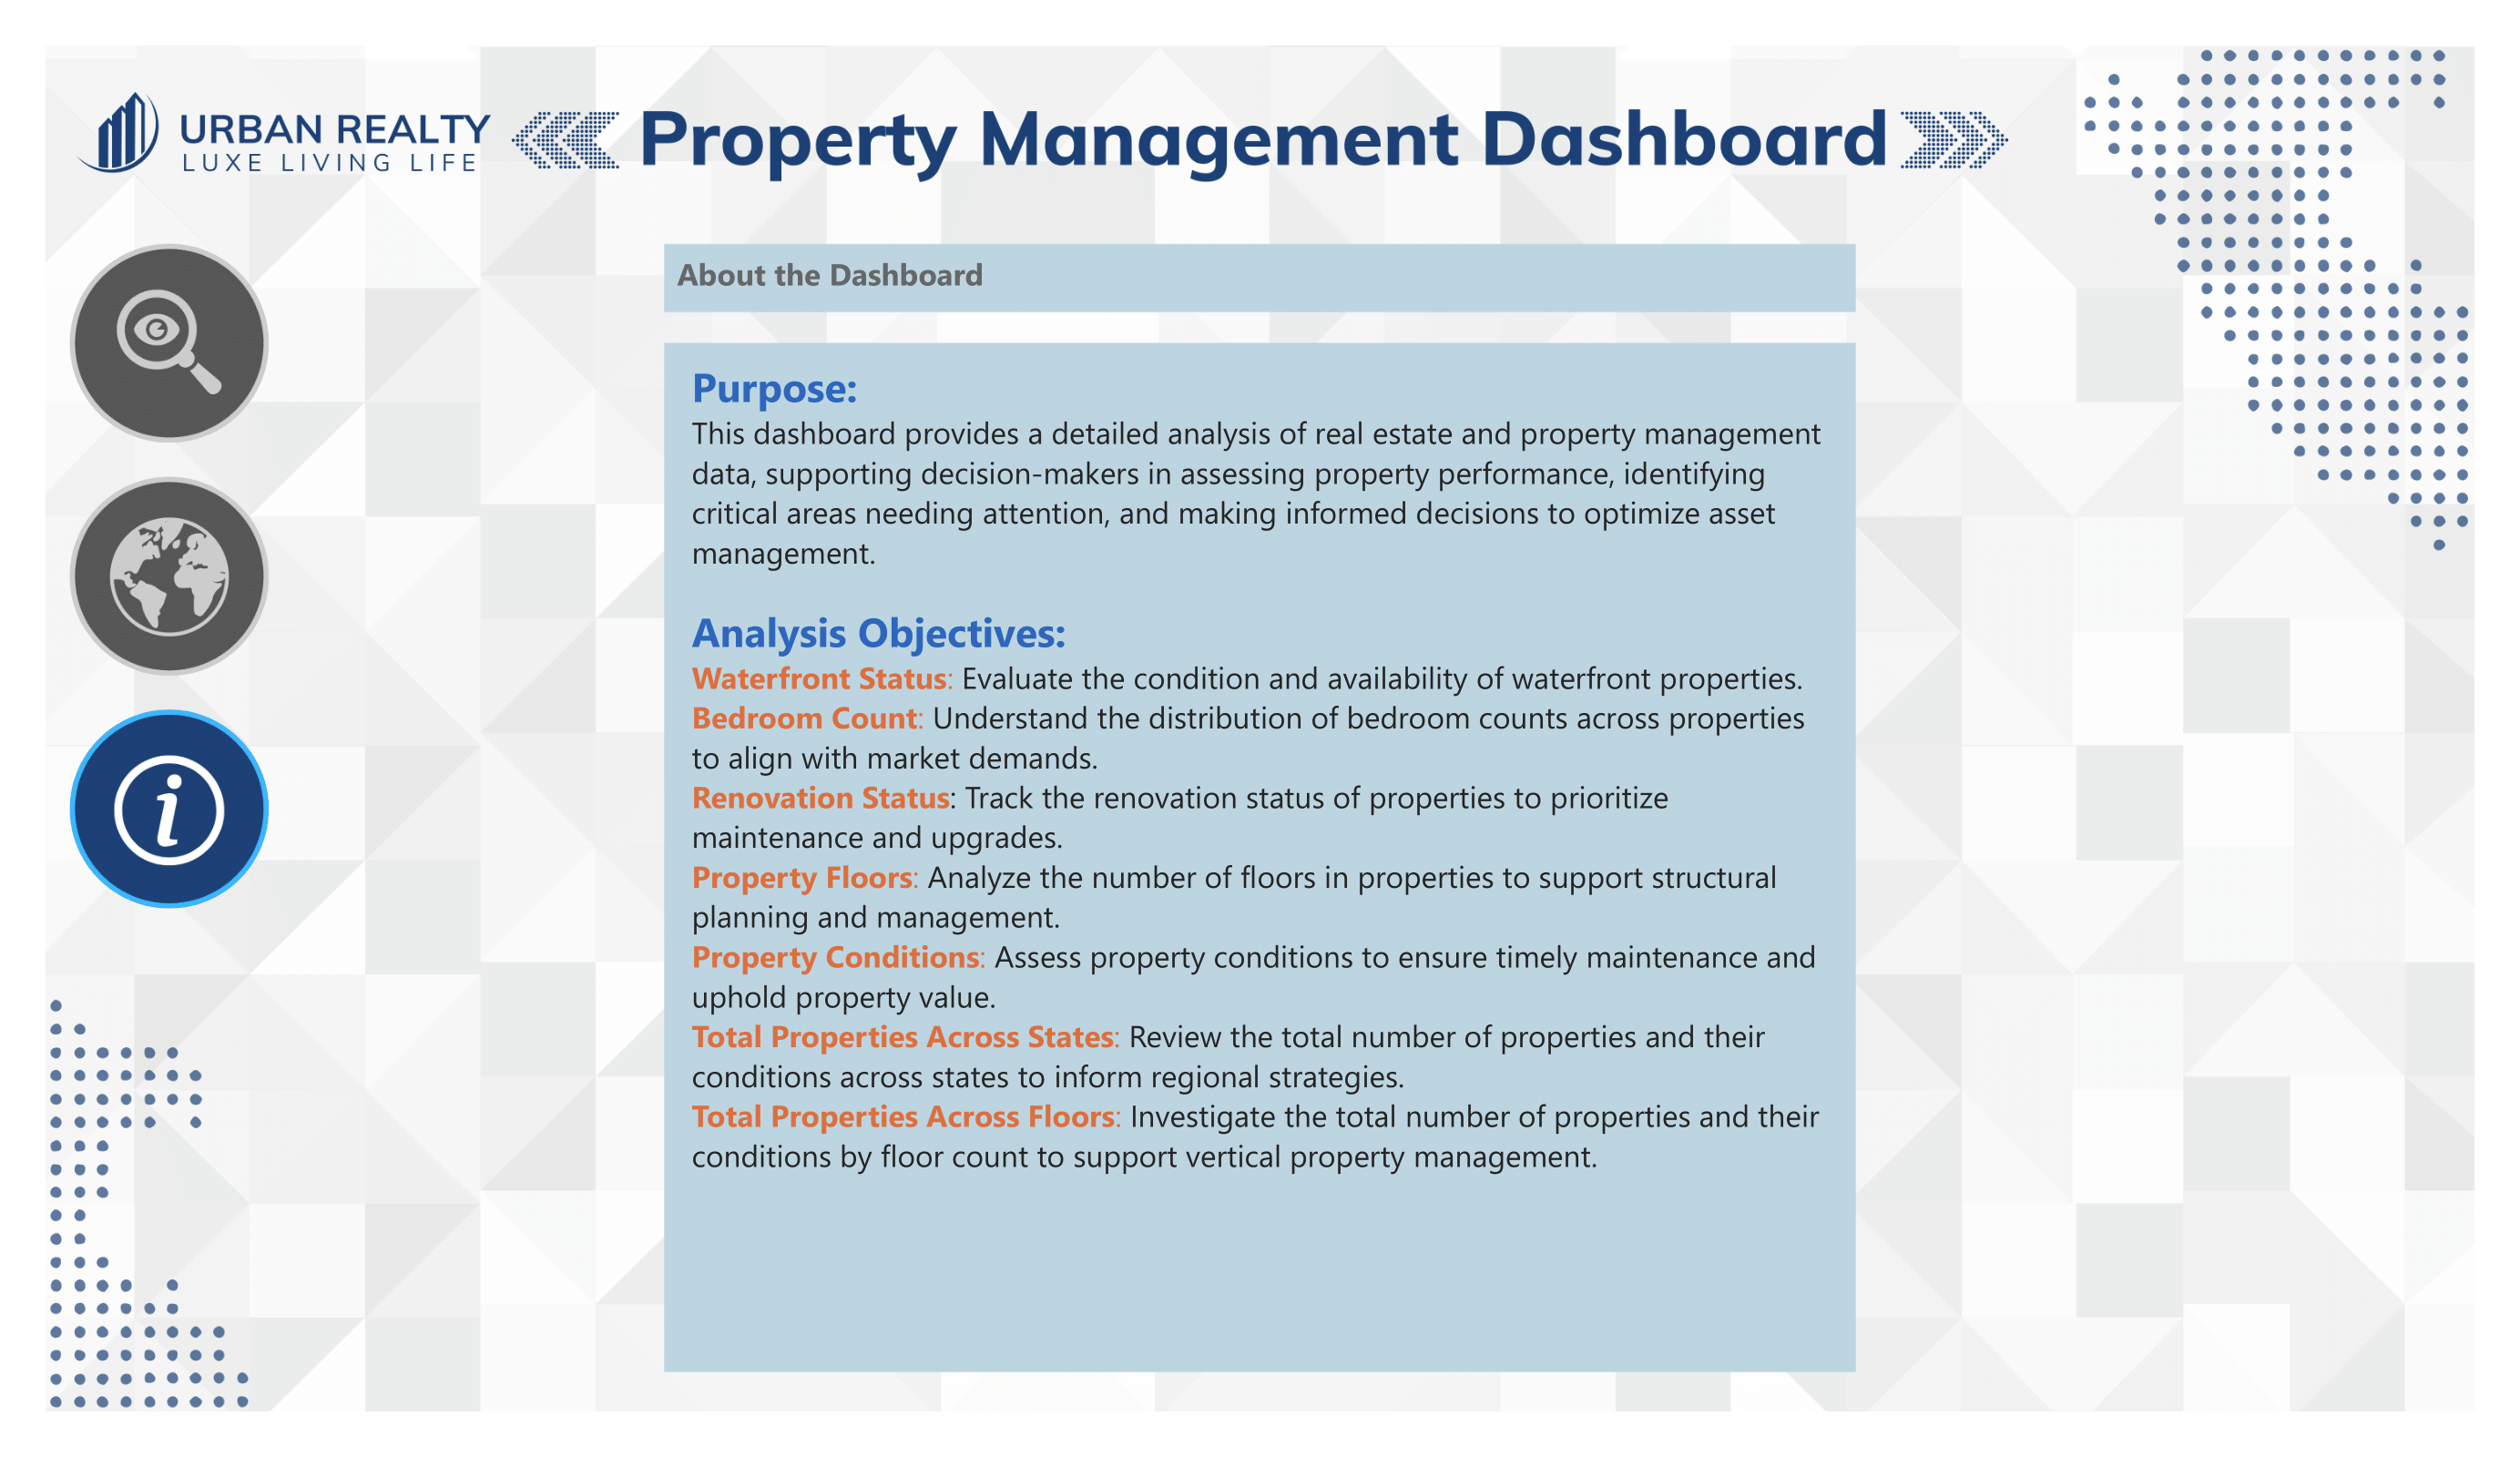 URBAN REALTY
LUXE LIVING LIFE
Property Management Dashboard
About the Dashboard
Purpose:
This dashboard provides a detailed analysis of real estate and property management
data, supporting decision-makers in assessing property performance, identifying
critical areas needing attention, and making informed decisions to optimize asset
management.
Analysis Objectives:
Waterfront Status: Evaluate the condition and availability of waterfront properties.
Bedroom Count: Understand the distribution of bedroom counts across properties
to align with market demands.
Renovation Status: Track the renovation status of properties to prioritize
maintenance and upgrades.
Property Floors: Analyze the number of floors in properties to support structural
planning and management.
Property Conditions: Assess property conditions to ensure timely maintenance and
uphold property value.
Total Properties Across States: Review the total number of properties and their
conditions across states to inform regional strategies.
Total Properties Across Floors: Investigate the total number of properties and their
conditions by floor count to support vertical property management.